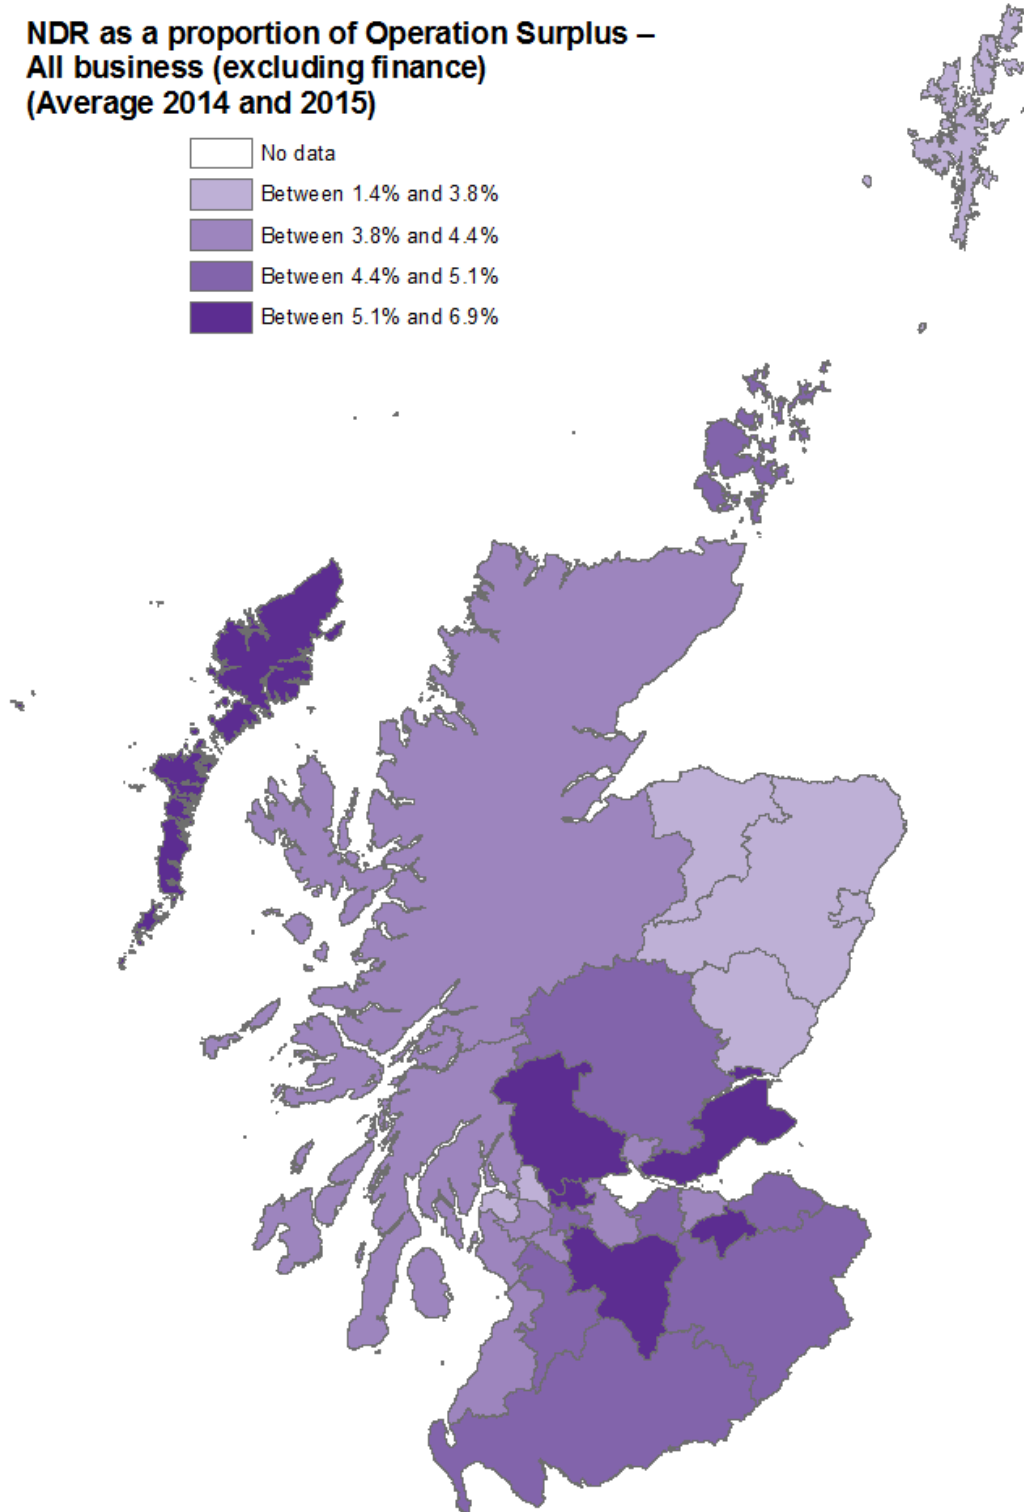 NDR as a proportion of Operation Surplus –
All business (excluding finance)
(Average 2014 and 2015)
No data
Between 1.4% and 3.8%
Between 3.8% and 4.4%
Between 4.4% and 5.1%
Between 5.1% and 6.9%